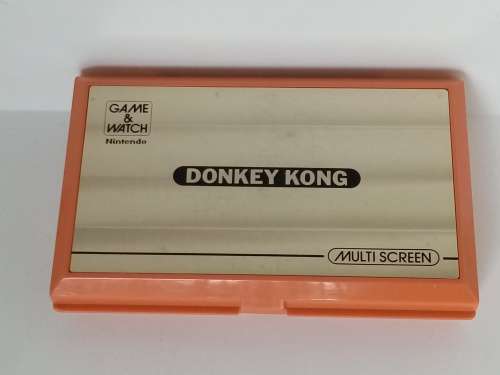 GAME
&
WATCH
Nintendo
DONKEY KONG
MULTI SCREEN